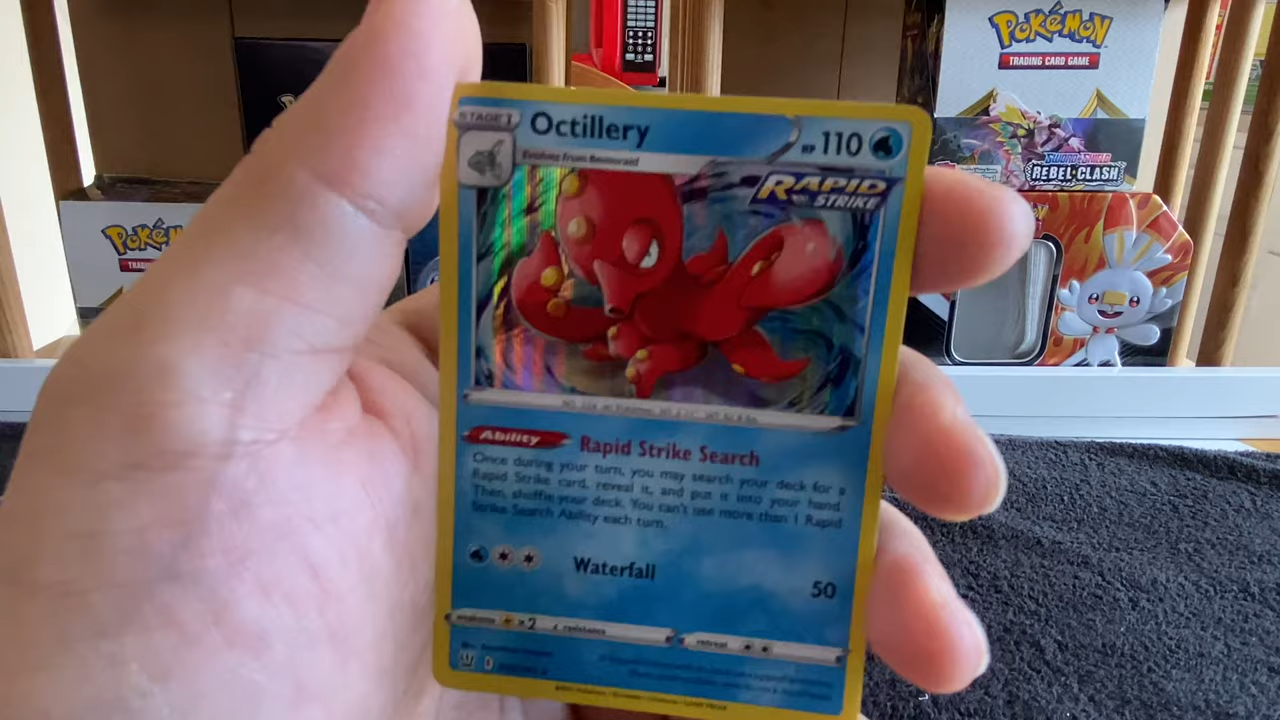 POKÉMON
TRADING CARD GAME
SWORD & SHIELD
REBEL CLASH
POKÉM
STAGE 1
Octillery
HP 110
Evolves from Remoraid
RAPID
STRIKE
Ability
Rapid Strike Search
Once during your turn, you may search your deck for a
Rapid Strike card, reveal it, and put it into your hand.
Then, shuffle your deck. You can't use more than 1 Rapid
Strike Search Ability each turn.
Waterfall
50
weakness
×2
resistance
retreat